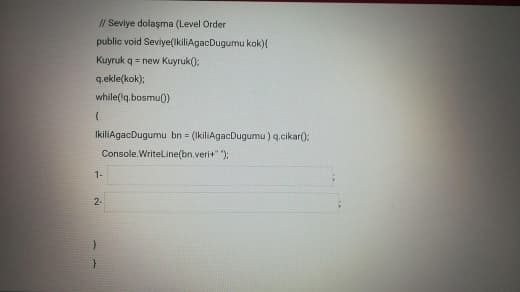 // Seviye dolaşma (Level Order
public void Seviye(IkiliAgacDugumu kok){
Kuyruk q = new Kuyruk();
q.ekle(kok);
while(!q.bosmu())
{
IkiliAgacDugumu bn = (IkiliAgacDugumu ) q.cikar();
Console.WriteLine(bn.veri+" ");
1- ;
2- ;
}
}